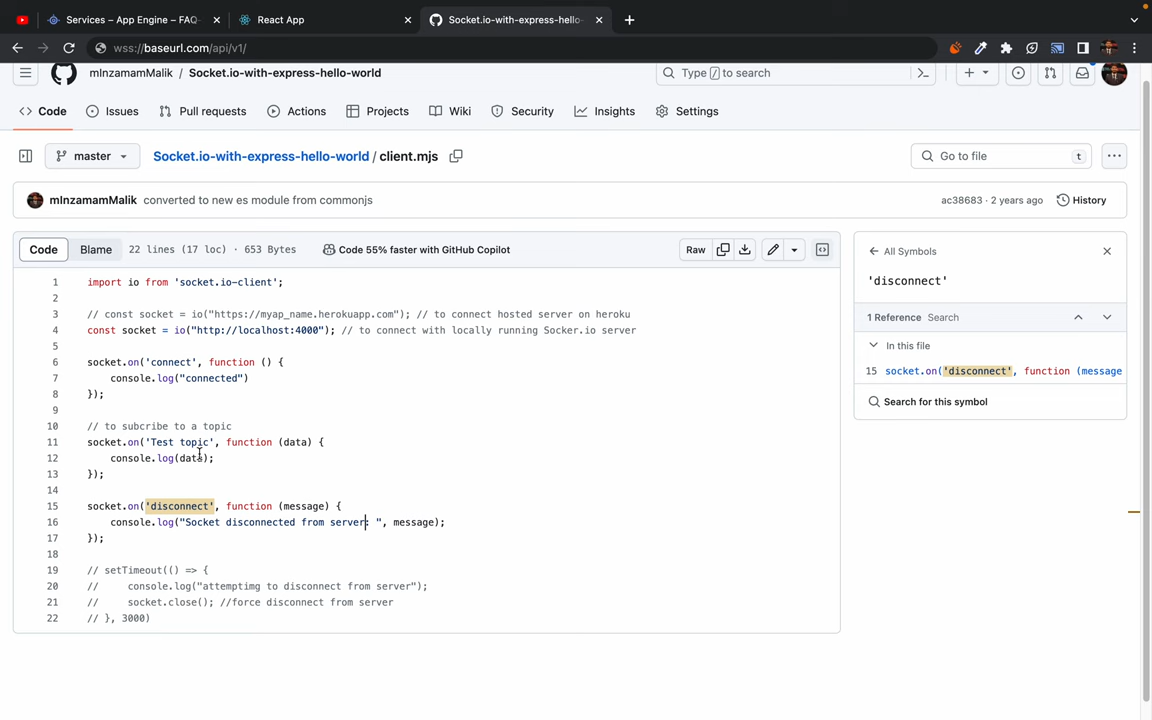 Services – App Engine – FAQ
React App
Socket.io-with-express-hello-
wss://baseurl.com/api/v1/
mInzamamMalik / Socket.io-with-express-hello-world
Type / to search
Code
Issues
Pull requests
Actions
Projects
Wiki
Security
Insights
Settings
master
Socket.io-with-express-hello-world / client.mjs
Go to file
t
mInzamamMalik converted to new es module from commonjs
ac38683 · 2 years ago
History
Code
Blame
22 lines (17 loc) · 653 Bytes
Code 55% faster with GitHub Copilot
Raw
All Symbols
'disconnect'
1 Reference Search
In this file
15 socket.on('disconnect', function (message
Search for this symbol
1 import io from 'socket.io-client';
2
3 // const socket = io("https://myap_name.herokuapp.com"); // to connect hosted server on heroku
4 const socket = io("http://localhost:4000"); // to connect with locally running Socker.io server
5
6 socket.on('connect', function () {
7 console.log("connected")
8 });
9
10 // to subcribe to a topic
11 socket.on('Test topic', function (data) {
12 console.log(data);
13 });
14
15 socket.on('disconnect', function (message) {
16 console.log("Socket disconnected from server: ", message);
17 });
18
19 // setTimeout(() => {
20 // console.log("attemptimg to disconnect from server");
21 // socket.close(); //force disconnect from server
22 // }, 3000)